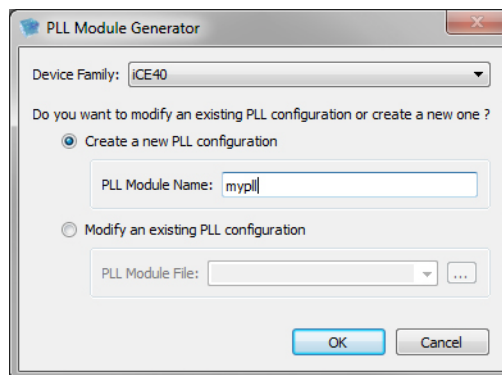 PLL Module Generator
Device Family: iCE40
Do you want to modify an existing PLL configuration or create a new one ?
Create a new PLL configuration
PLL Module Name: mypll
Modify an existing PLL configuration
PLL Module File:
...
OK Cancel